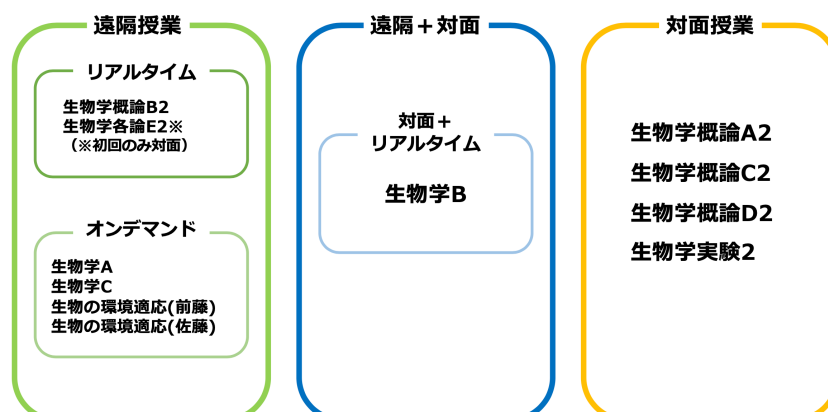 遠隔授業
リアルタイム
生物学概論B2
生物学各論E2※
（※初回のみ対面）
オンデマンド
生物学A
生物学C
生物の環境適応(前藤)
生物の環境適応(佐藤)
遠隔＋対面
対面＋
リアルタイム
生物学B
対面授業
生物学概論A2
生物学概論C2
生物学概論D2
生物学実験2